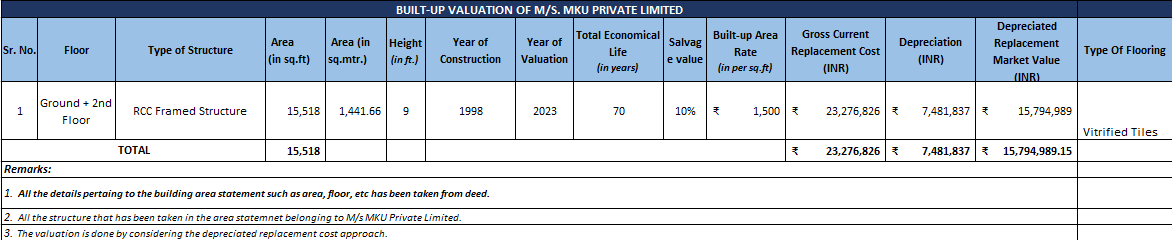 BUILT-UP VALUATION OF M/S. MKU PRIVATE LIMITED
Sr. No. Floor Type of Structure Area (in sq.ft) Area (in sq.mtr.) Height (in ft.) Year of Construction Year of Valuation Total Economical Life (in years) Salvag e value Built-up Area Rate (in per sq.ft) Gross Current Replacement Cost (INR) Depreciation (INR) Depreciated Replacement Market Value (INR) Type Of Flooring
1 Ground + 2nd Floor RCC Framed Structure 15,518 1,441.66 9 1998 2023 70 10% ₹ 1,500 ₹ 23,276,826 ₹ 7,481,837 ₹ 15,794,989 Vitrified Tiles
TOTAL 15,518 ₹ 23,276,826 ₹ 7,481,837 ₹ 15,794,989.15
Remarks:
1. All the details pertaining to the building area statement such as area, floor, etc has been taken from deed.
2. All the structure that has been taken in the area statemnet belonging to M/s MKU Private Limited.
3. The valuation is done by considering the depreciated replacement cost approach.